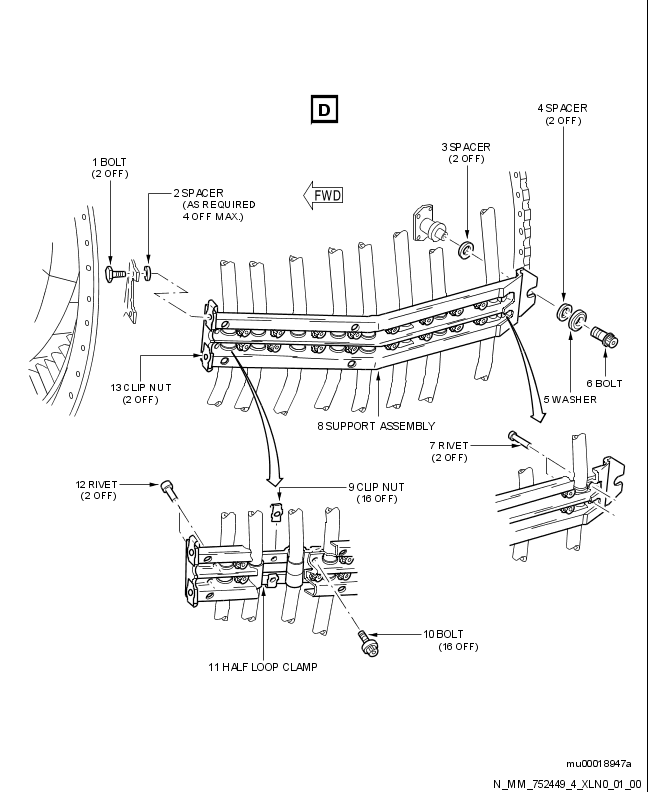 D
4 SPACER
(2 OFF)
3 SPACER
(2 OFF)
1 BOLT
(2 OFF)
2 SPACER
(AS REQUIRED
4 OFF MAX.)
FWD
13 CLIP NUT
(2 OFF)
6 BOLT
5 WASHER
8 SUPPORT ASSEMBLY
7 RIVET
(2 OFF)
12 RIVET
(2 OFF)
9 CLIP NUT
(16 OFF)
10 BOLT
(16 OFF)
11 HALF LOOP CLAMP
mu00018947a
N_MM_752449_4_XLN0_01_00